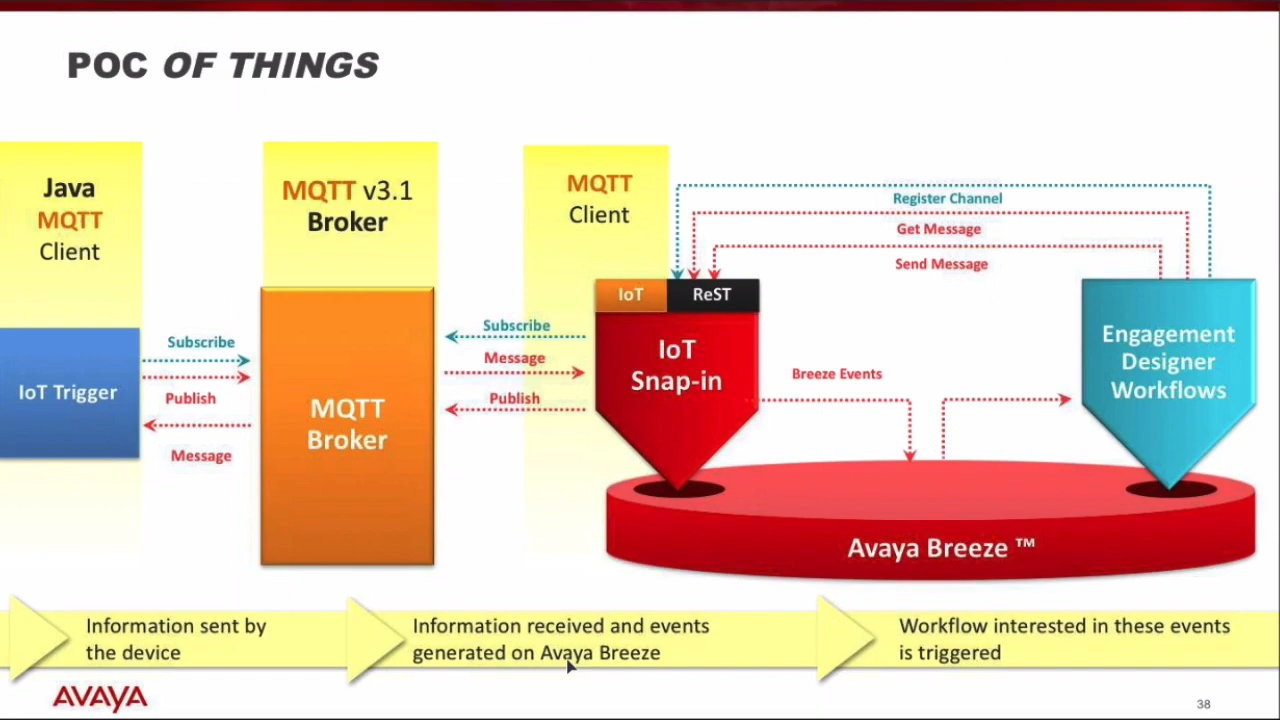 POC OF THINGS
Java
MQTT
Client
MQTT v3.1
Broker
MQTT
Client
Register Channel
Get Message
Send Message
IoT
ReST
Subscribe
Publish
Message
Subscribe
Message
Publish
IoT Trigger
MQTT
Broker
IoT
Snap-in
Breeze Events
Engagement
Designer
Workflows
Avaya Breeze ™
Information sent by
the device
Information received and events
generated on Avaya Breeze
Workflow interested in these events
is triggered
AVAYA
38